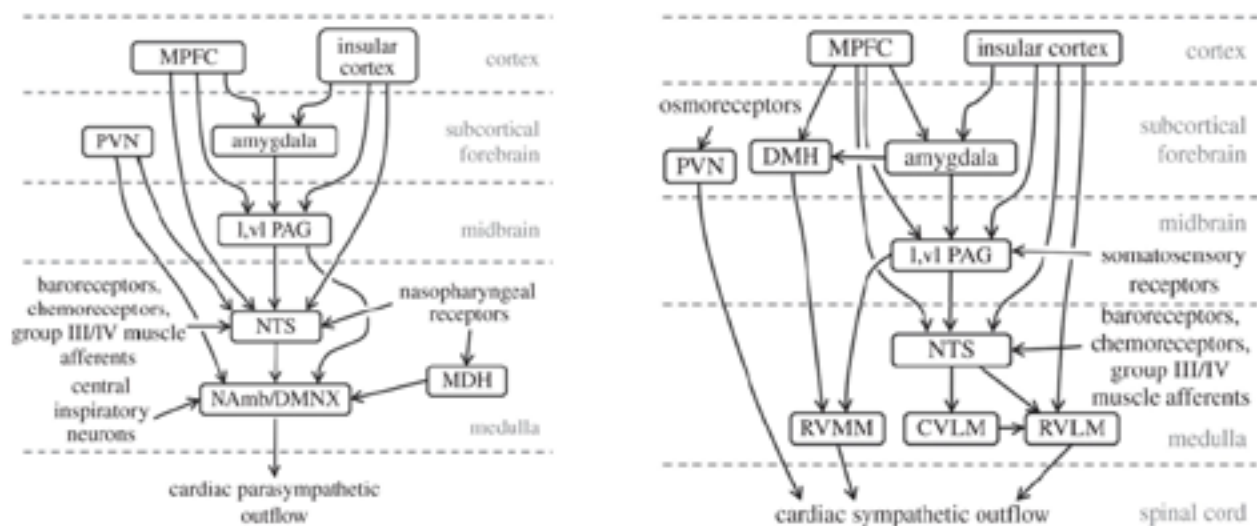 MPFC
insular
cortex
cortex
PVN
amygdala
subcortical
forebrain
l,vl PAG
midbrain
baroreceptors,
chemoreceptors,
group III/IV muscle
afferents
NTS
nasopharyngeal
receptors
central
inspiratory
neurons
NAmb/DMNX
MDH
medulla
cardiac parasympathetic
outflow
MPFC
insular cortex
cortex
osmoreceptors
PVN
DMH
amygdala
subcortical
forebrain
l,vl PAG
midbrain
somatosensory
receptors
NTS
baroreceptors,
chemoreceptors,
group III/IV
muscle afferents
RVMM
CVLM
RVLM
medulla
cardiac sympathetic outflow
spinal cord